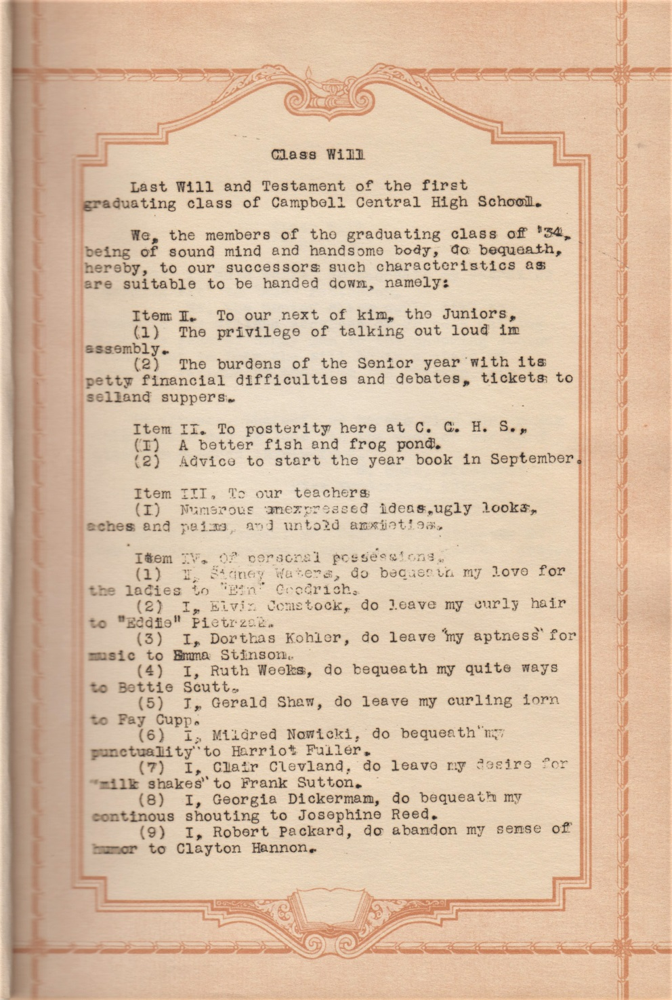 Class Will
Last Will and Testament of the first
graduating class of Campbell Central High School.
We, the members of the graduating class of '34,
being of sound mind and handsome body, do bequeath,
hereby, to our successors such characteristics as
are suitable to be handed down, namely:
Item I. To our next of kin, the Juniors,
(1) The privilege of talking out loud in
assembly.
(2) The burdens of the Senior year with its
petty financial difficulties and debates, tickets to
selland suppers.
Item II. To posterity here at C. C. H. S.,
(I) A better fish and frog pond.
(2) Advice to start the year book in September.
Item III. To our teachers
(I) Numerous unexpressed ideas,ugly looks,
aches and pains, and untold anxieties.
Item IV. Of personal possessions.
(1) I, Sidney Waters, do bequeath my love for
the ladies to "Ein" Goodrich.
(2) I, Elvin Comstock, do leave my curly hair
to "Eddie" Pietrzak.
(3) I, Dorthas Kohler, do leave "my aptness" for
music to Emma Stinson.
(4) I, Ruth Weeks, do bequeath my quite ways
to Bettie Scutt.
(5) I, Gerald Shaw, do leave my curling iorn
to Fay Cupp.
(6) I, Mildred Nowicki, do bequeath "my
punctuality" to Harriot Fuller.
(7) I, Clair Clevland, do leave my desire for
"milk shakes" to Frank Sutton.
(8) I, Georgia Dickerman, do bequeath my
continous shouting to Josephine Reed.
(9) I, Robert Packard, do abandon my sense of
humor to Clayton Hannon.